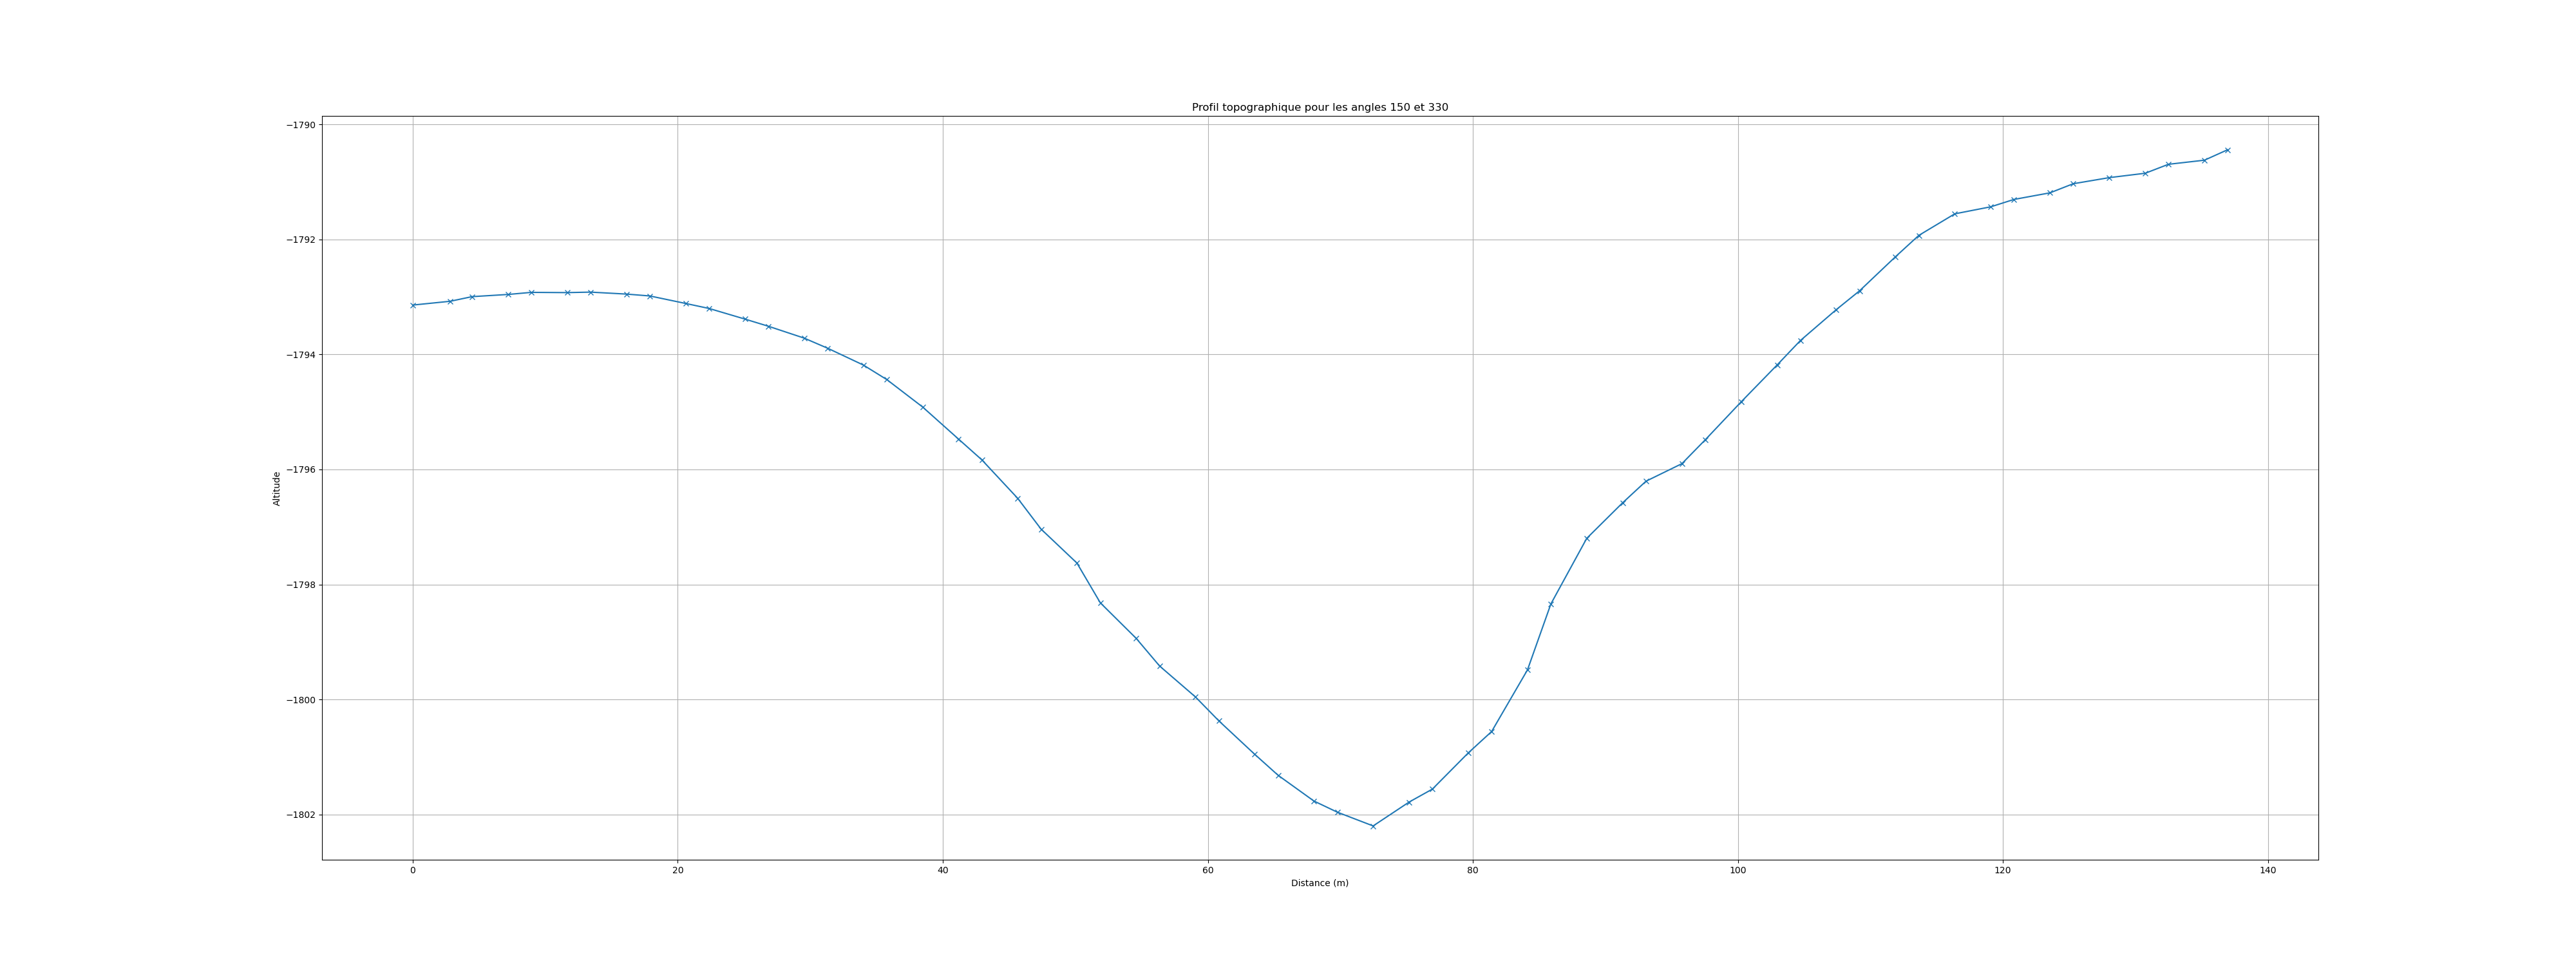 Profil topographique pour les angles 150 et 330
−1790
−1792
−1794
−1796
−1798
−1800
−1802
Altitude
0 20 40 60 80 100 120 140
Distance (m)